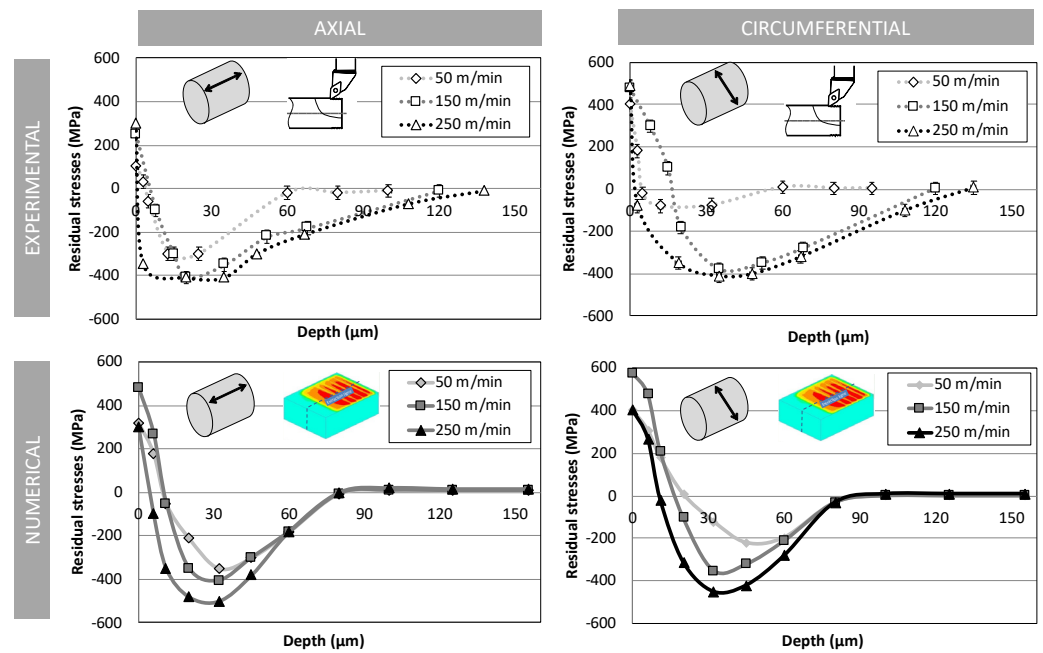 AXIAL
CIRCUMFERENTIAL
EXPERIMENTAL
Residual stresses (MPa)
600
400
200
0
-200
-400
-600
0
30
60
90
120
150
Depth (μm)
50 m/min
150 m/min
250 m/min
Residual stresses (MPa)
600
400
200
0
-200
-400
-600
0
30
60
90
120
150
Depth (μm)
50 m/min
150 m/min
250 m/min
NUMERICAL
Residual stresses (MPa)
600
400
200
0
-200
-400
-600
0
30
60
90
120
150
Depth (μm)
50 m/min
150 m/min
250 m/min
Residual stresses (MPa)
600
400
200
0
-200
-400
-600
0
30
60
90
120
150
Depth (μm)
50 m/min
150 m/min
250 m/min